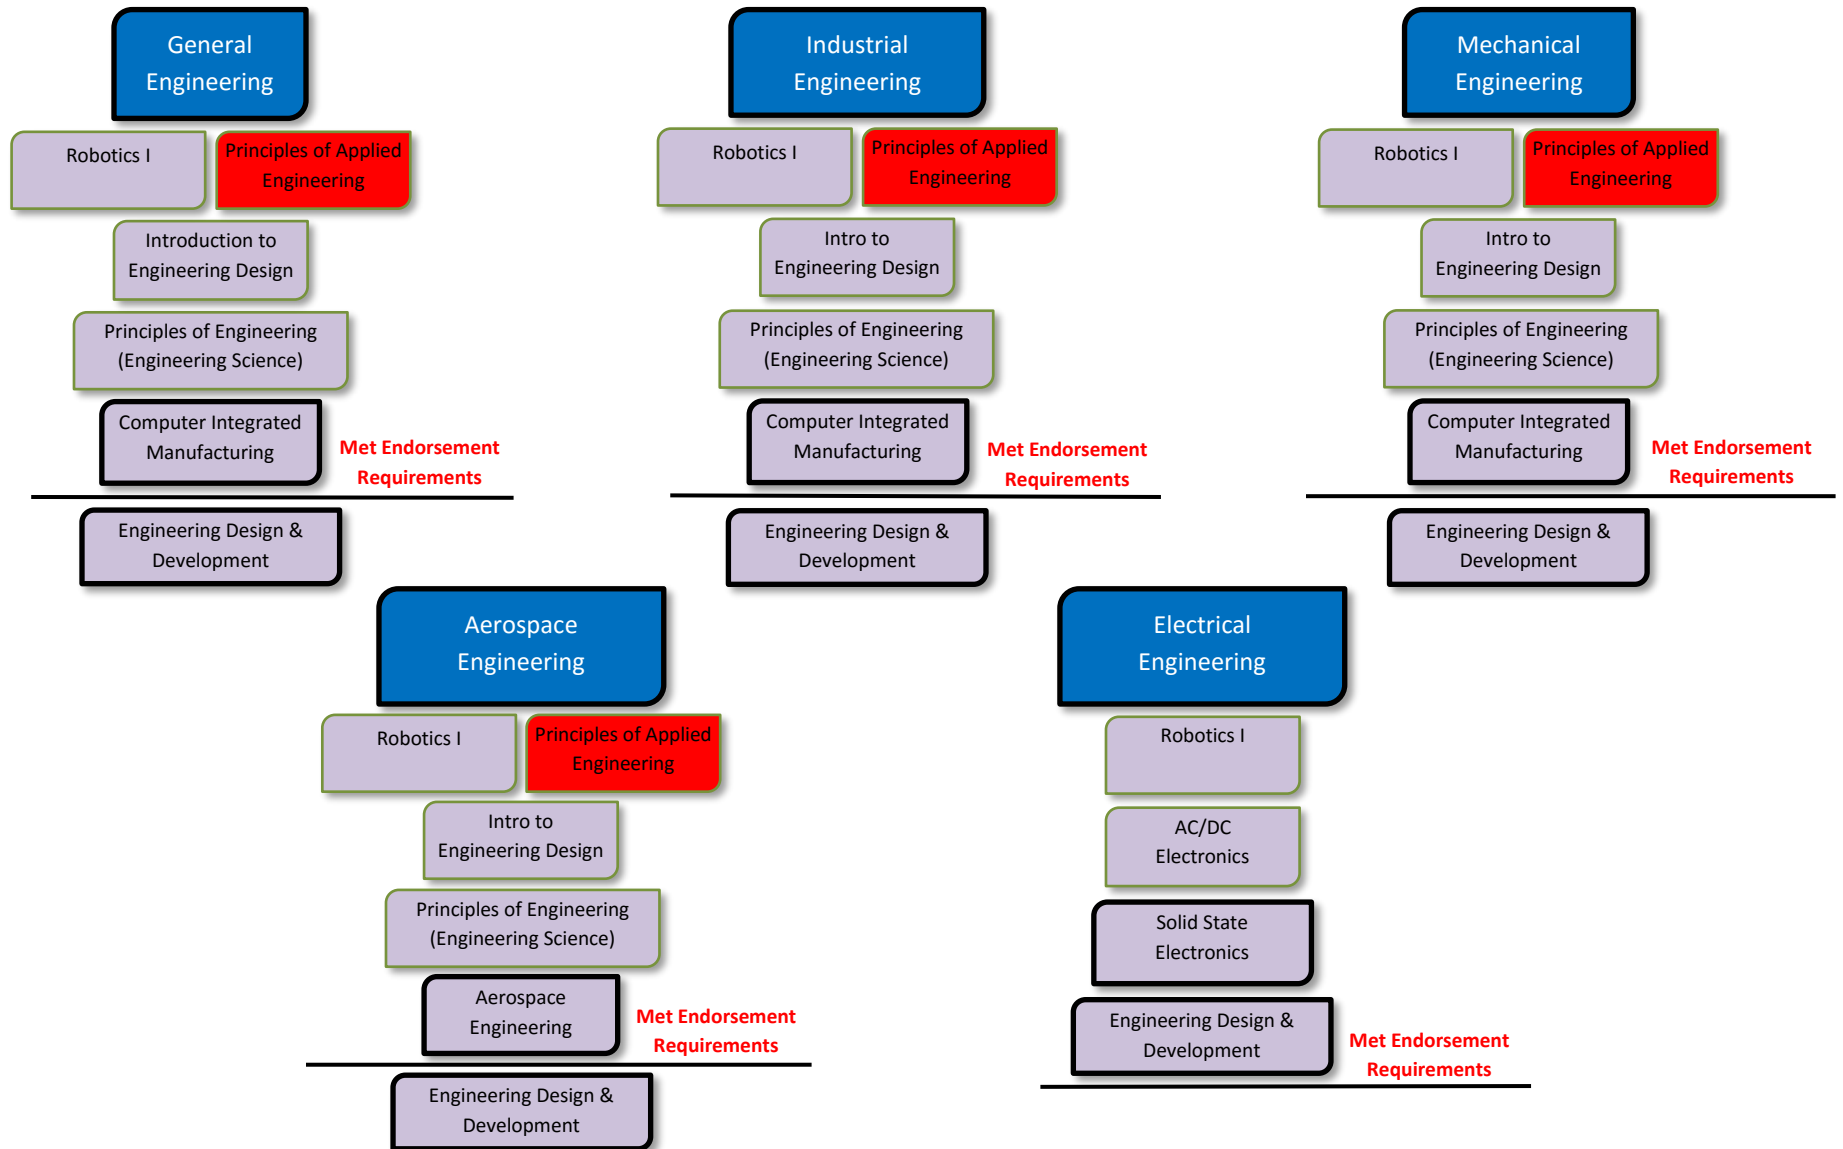 General
Engineering
Robotics I
Principles of Applied
Engineering
Introduction to
Engineering Design
Principles of Engineering
(Engineering Science)
Computer Integrated
Manufacturing
Met Endorsement
Requirements
Engineering Design &
Development
Industrial
Engineering
Robotics I
Principles of Applied
Engineering
Intro to
Engineering Design
Principles of Engineering
(Engineering Science)
Computer Integrated
Manufacturing
Met Endorsement
Requirements
Engineering Design &
Development
Mechanical
Engineering
Robotics I
Principles of Applied
Engineering
Intro to
Engineering Design
Principles of Engineering
(Engineering Science)
Computer Integrated
Manufacturing
Met Endorsement
Requirements
Engineering Design &
Development
Aerospace
Engineering
Robotics I
Principles of Applied
Engineering
Intro to
Engineering Design
Principles of Engineering
(Engineering Science)
Aerospace
Engineering
Met Endorsement
Requirements
Engineering Design &
Development
Electrical
Engineering
Robotics I
AC/DC
Electronics
Solid State
Electronics
Engineering Design &
Development
Met Endorsement
Requirements